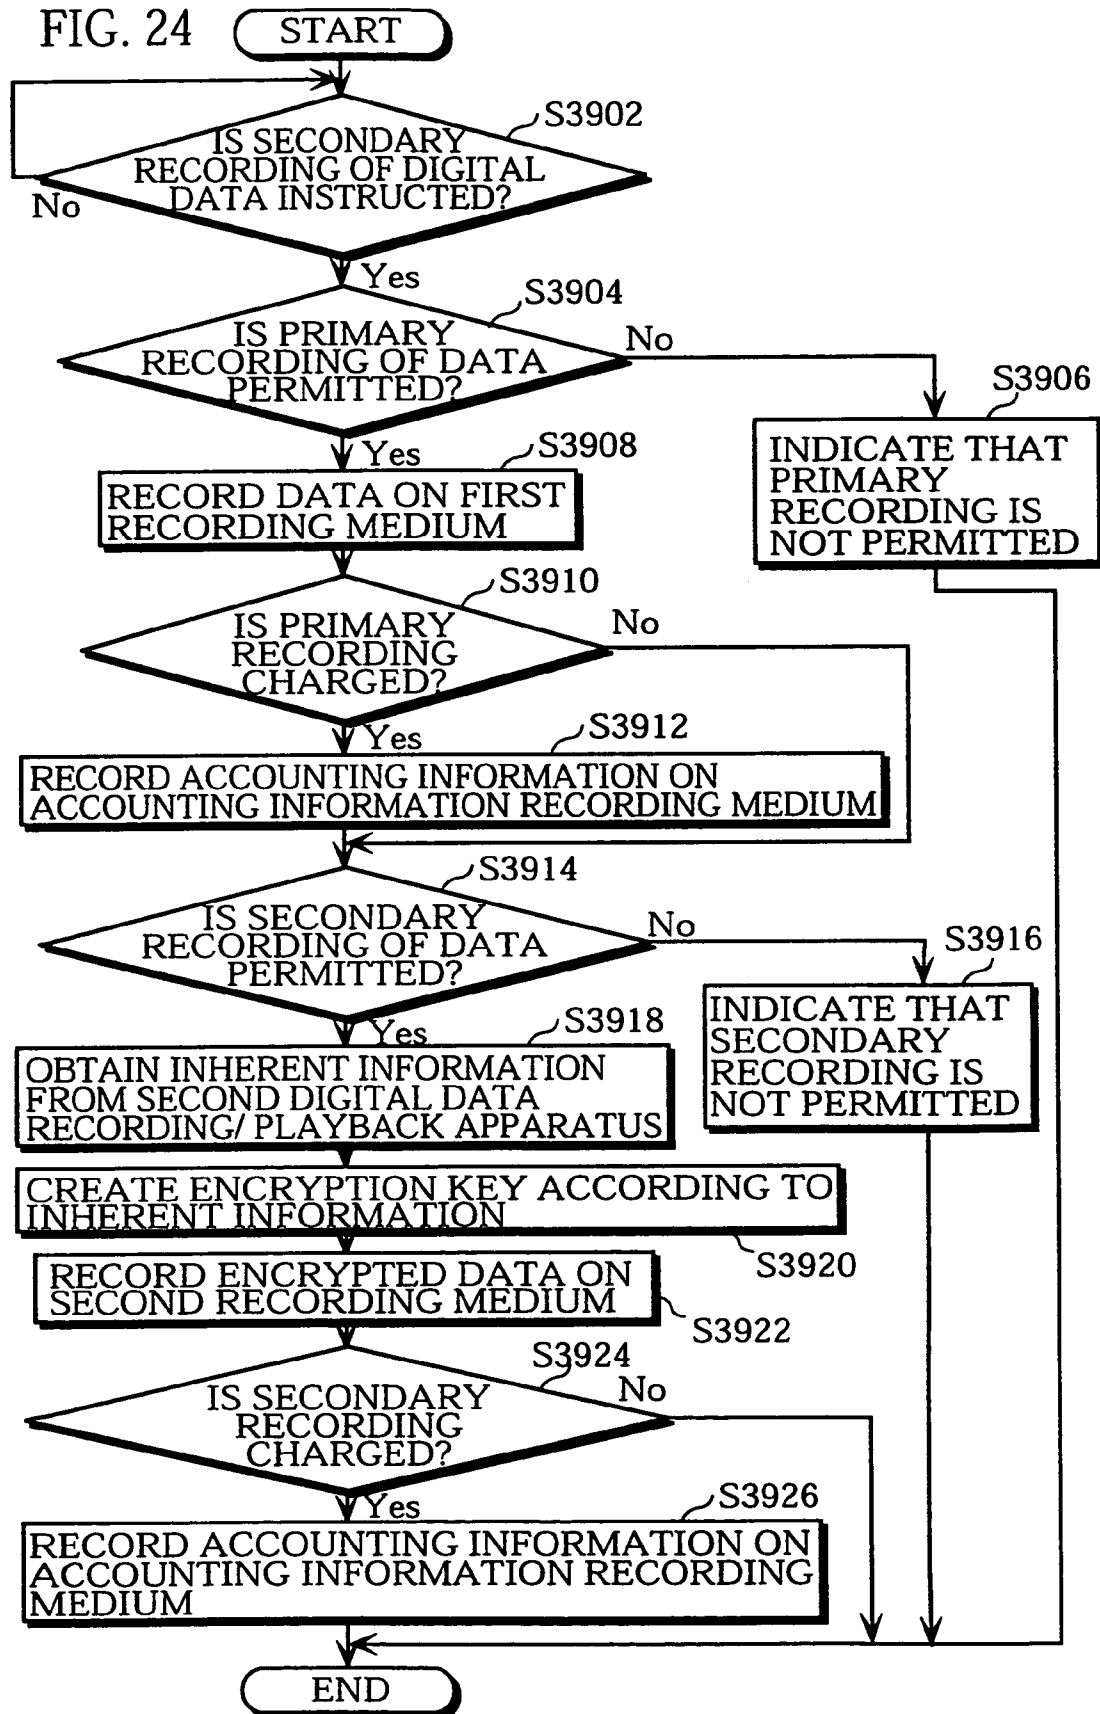 FIG. 24
START
S3902
IS SECONDARY
RECORDING OF DIGITAL
DATA INSTRUCTED?
No
Yes
S3904
IS PRIMARY
RECORDING OF DATA
PERMITTED?
No
S3906
INDICATE THAT
PRIMARY
RECORDING IS
NOT PERMITTED
Yes
S3908
RECORD DATA ON FIRST
RECORDING MEDIUM
S3910
IS PRIMARY
RECORDING
CHARGED?
No
Yes
S3912
RECORD ACCOUNTING INFORMATION ON
ACCOUNTING INFORMATION RECORDING MEDIUM
S3914
IS SECONDARY
RECORDING OF DATA
PERMITTED?
No
S3916
INDICATE THAT
SECONDARY
RECORDING IS
NOT PERMITTED
Yes
S3918
OBTAIN INHERENT INFORMATION
FROM SECOND DIGITAL DATA
RECORDING/ PLAYBACK APPARATUS
CREATE ENCRYPTION KEY ACCORDING TO
INHERENT INFORMATION
S3920
RECORD ENCRYPTED DATA ON
SECOND RECORDING MEDIUM
S3922
S3924
IS SECONDARY
RECORDING
CHARGED?
No
Yes
S3926
RECORD ACCOUNTING INFORMATION ON
ACCOUNTING INFORMATION RECORDING
MEDIUM
END